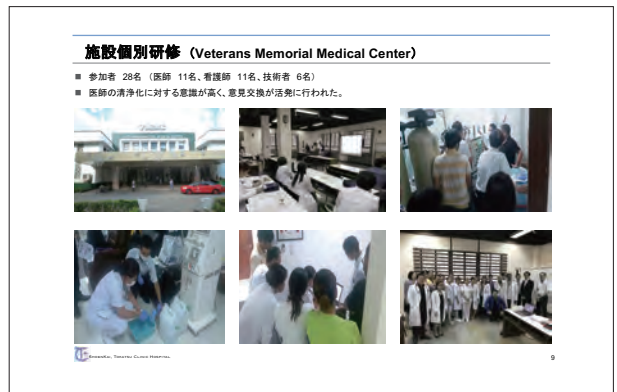 施設個別研修（Veterans Memorial Medical Center）
■ 参加者 28名 （医師 11名、看護師 11名、技術者 6名）
■ 医師の清浄化に対する意識が高く、意見交換が活発に行われた。
9